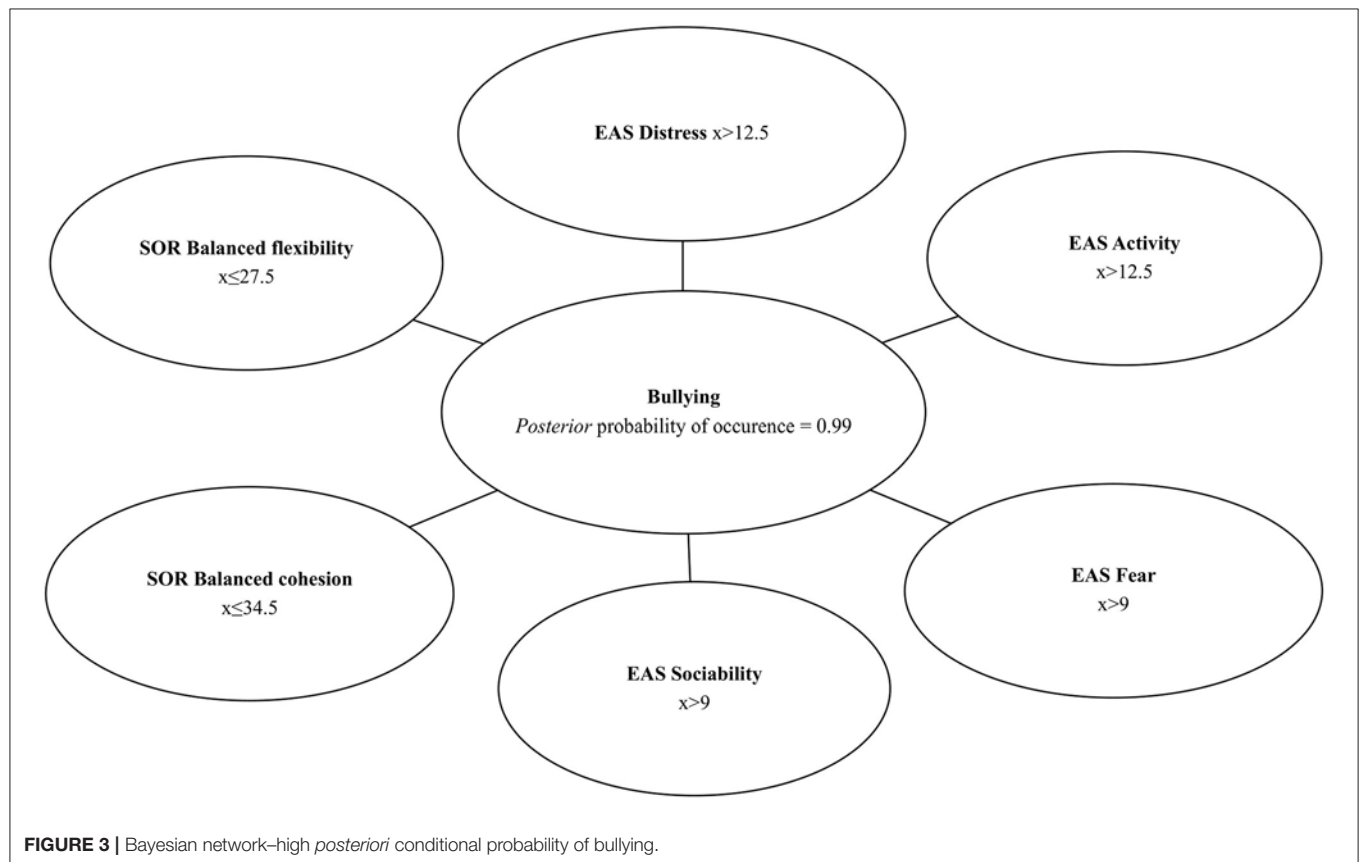 EAS Distress x>12.5
SOR Balanced flexibility
x≤27.5
EAS Activity
x>12.5
Bullying
Posterior probability of occurence = 0.99
SOR Balanced cohesion
x≤34.5
EAS Fear
x>9
EAS Sociability
x>9
FIGURE 3 | Bayesian network–high posteriori conditional probability of bullying.